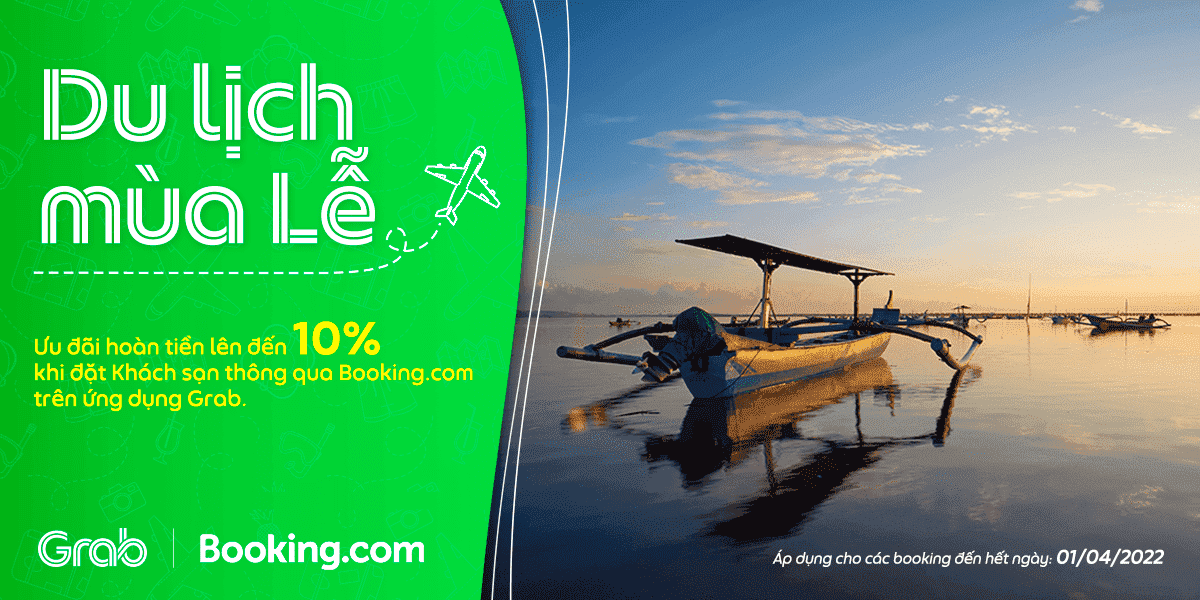 Du lịch
mùa Lễ
Ưu đãi hoàn tiền lên đến 10%
khi đặt Khách sạn thông qua Booking.com
trên ứng dụng Grab.
Grab | Booking.com
Áp dụng cho các booking đến hết ngày: 01/04/2022